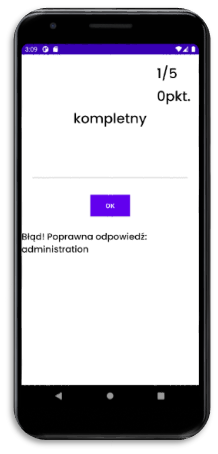 3:09
1/5
0pkt.
kompletny
OK
Błąd! Poprawna odpowiedź:
administration